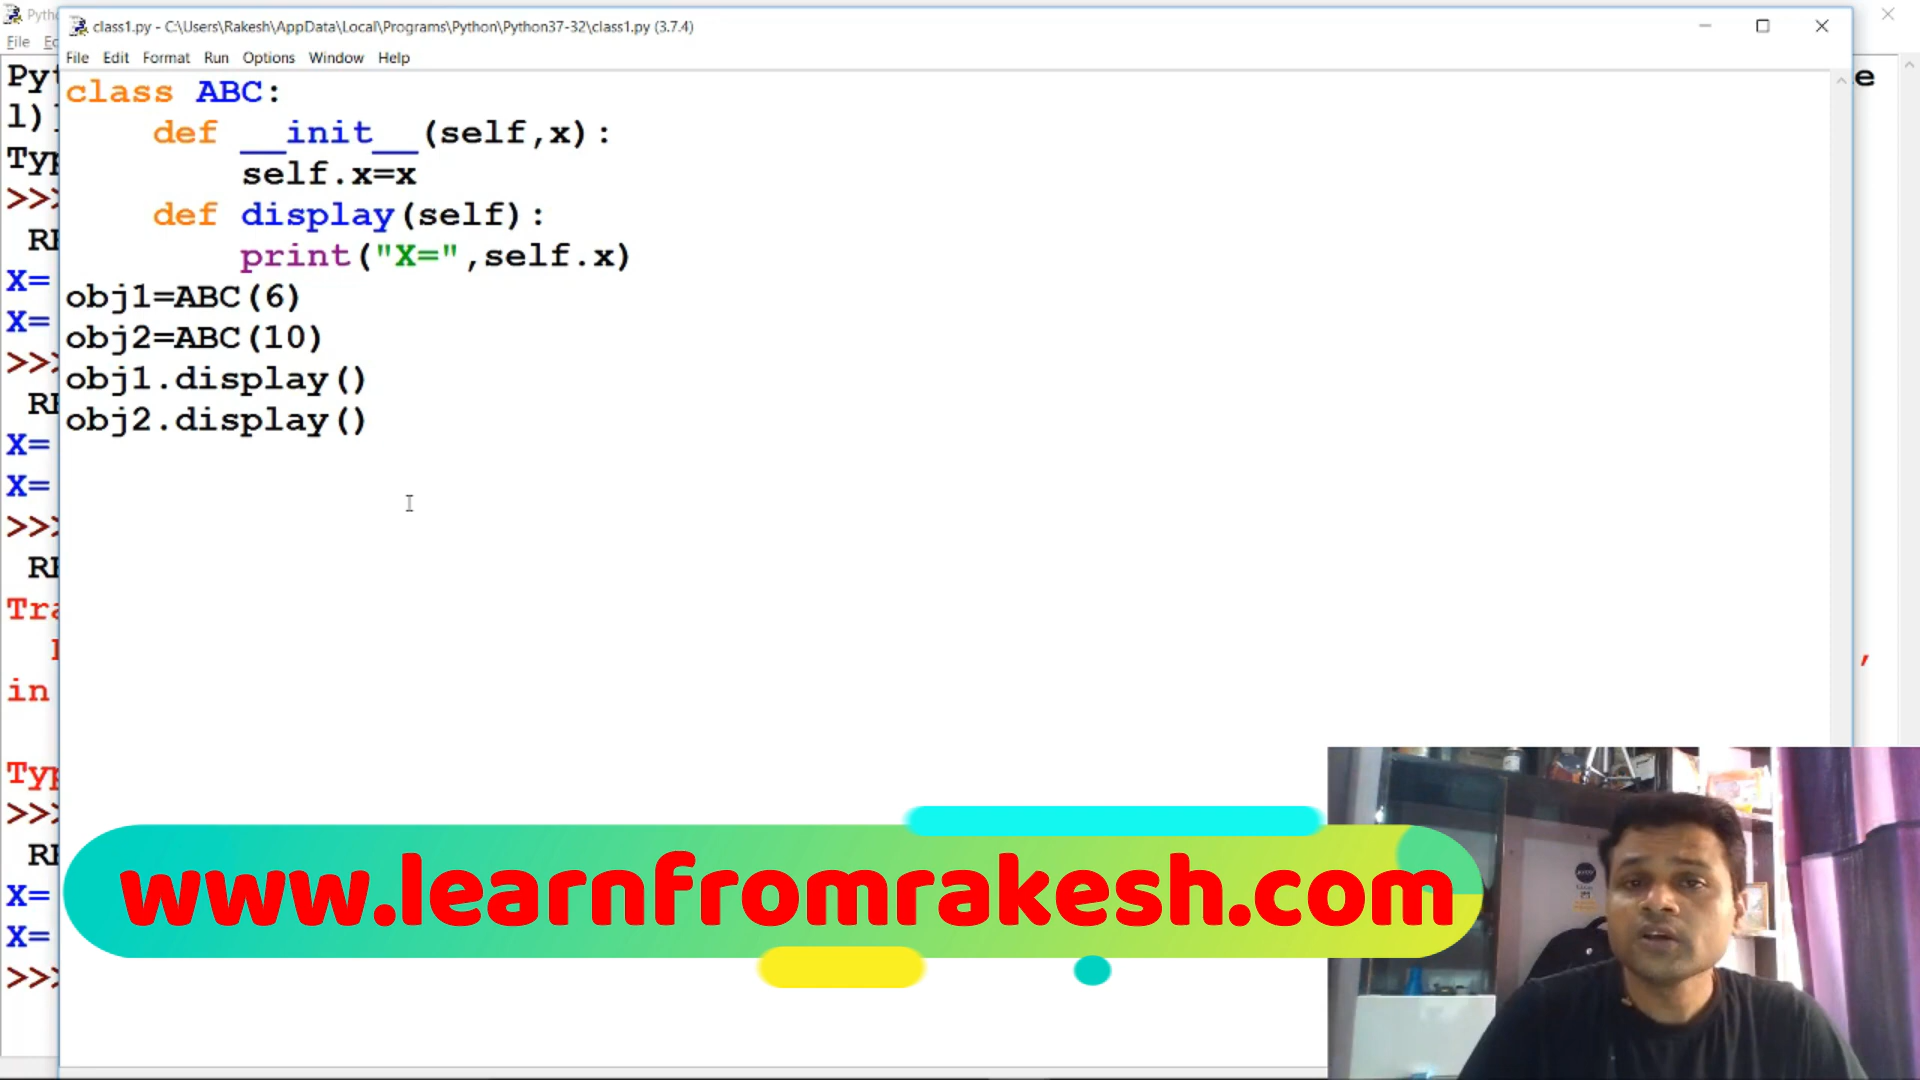 class1.py - C:\Users\Rakesh\AppData\Local\Programs\Python\Python37-32\class1.py (3.7.4)
File Edit Format Run Options Window Help
class ABC:
def __init__(self,x):
self.x=x
def display(self):
print("X=",self.x)
obj1=ABC(6)
obj2=ABC(10)
obj1.display()
obj2.display()
File
l)
>>>
X=
X=
>>>
X=
X=
>>>
in
>>>
X=
X=
>>>
www.learnfromrakesh.com